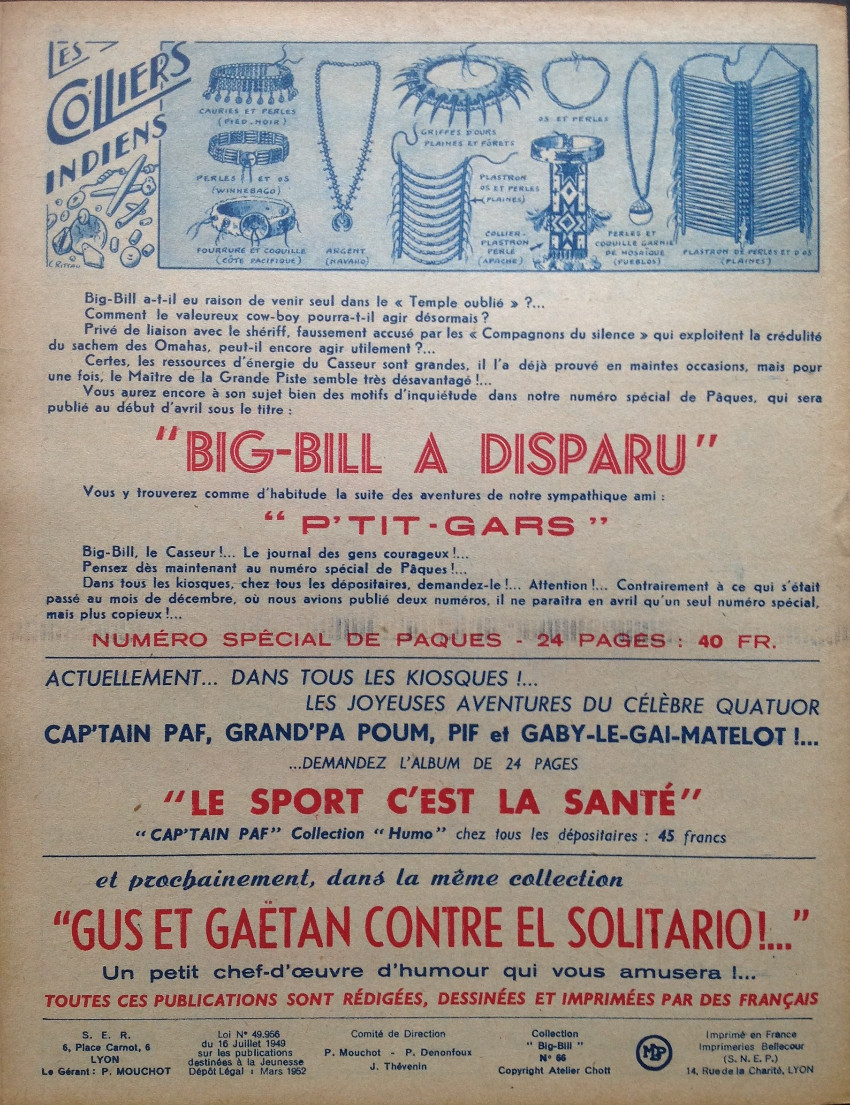 LES
COLLIERS
INDIENS
CAURIES ET PERLES
(PIED-NOIR)
PERLES ET OS
(WINNEBAGO)
FOURRURE ET COQUILLE
(CÔTE PACIFIQUE)
ARGENT
(NAVAHO)
GRIFFES D'OURS
PLAINES ET FÔRETS
PLASTRON
OS ET PERLES
(PLAINES)
COLLIER-
PLASTRON
PERLÉ
(APACHE)
OS ET PERLES
PERLES ET
COQUILLE GARNIE
DE MOSAÏQUE
(PUEBLOS)
PLASTRON DE PERLES ET D'OS
(PLAINES)
Big-Bill a-t-il eu raison de venir seul dans le « Temple oublié » ?...
Comment le valeureux cow-boy pourra-t-il agir désormais ?
Privé de liaison avec le shériff, faussement accusé par les « Compagnons du silence » qui exploitent la crédulité
du sachem des Omahas, peut-il encore agir utilement ?...
Certes, les ressources d'énergie du Casseur sont grandes, il l'a déjà prouvé en maintes occasions, mais pour
une fois, le Maître de la Grande Piste semble très désavantagé !...
Vous aurez encore à son sujet bien des motifs d'inquiétude dans notre numéro spécial de Pâques, qui sera
publié au début d'avril sous le titre :
"BIG-BILL A DISPARU"
Vous y trouverez comme d'habitude la suite des aventures de notre sympathique ami :
" P'TIT-GARS "
Big-Bill, le Casseur !... Le journal des gens courageux !...
Pensez dès maintenant au numéro spécial de Pâques !...
Dans tous les kiosques, chez tous les dépositaires, demandez-le !... Attention !... Contrairement à ce qui s'était
passé au mois de décembre, où nous avions publié deux numéros, il ne paraîtra en avril qu'un seul numéro spécial,
mais plus copieux !...
NUMÉRO SPÉCIAL DE PAQUES - 24 PAGES : 40 FR.
ACTUELLEMENT... DANS TOUS LES KIOSQUES !...
LES JOYEUSES AVENTURES DU CÉLÈBRE QUATUOR
CAP'TAIN PAF, GRAND'PA POUM, PIF et GABY-LE-GAI-MATELOT !...
...DEMANDEZ L'ALBUM DE 24 PAGES
"LE SPORT C'EST LA SANTÉ"
"CAP'TAIN PAF" Collection "Humo" chez tous les dépositaires : 45 francs
et prochainement, dans la même collection
"GUS ET GAËTAN CONTRE EL SOLITARIO !..."
Un petit chef-d'œuvre d'humour qui vous amusera !...
TOUTES CES PUBLICATIONS SONT RÉDIGÉES, DESSINÉES ET IMPRIMÉES PAR DES FRANÇAIS
S. E. R.
6, Place Carnot, 6
LYON
Le Gérant : P. MOUCHOT
Loi N° 49.956
du 16 Juillet 1949
sur les publications
destinées à la Jeunesse
Dépôt Légal : Mars 1952
Comité de Direction
P. Mouchot - P. Denonfoux
J. Thévenin
Collection
" Big-Bill "
N° 66
Copyright Atelier Chott
Imprimé en France
Imprimeries Bellecour
(S. N. E. P.)
14, Rue de la Charité, LYON